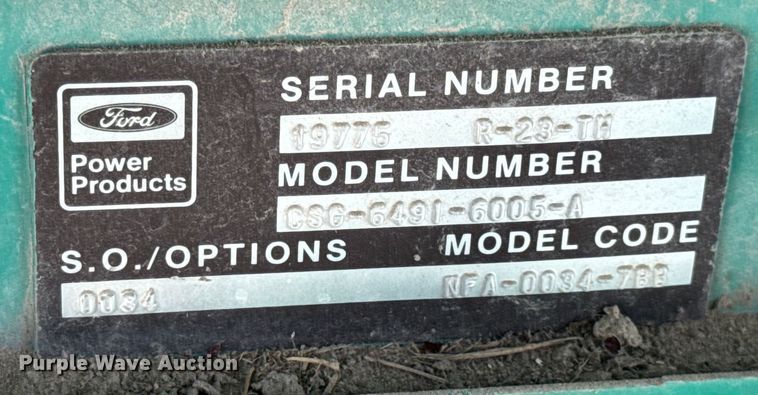 Ford
Power
Products
SERIAL NUMBER
19775 R-23-TH
MODEL NUMBER
CSG-6491-6005-A
S.O./OPTIONS MODEL CODE
0034 NFA-0034-7BB
Purple Wave Auction